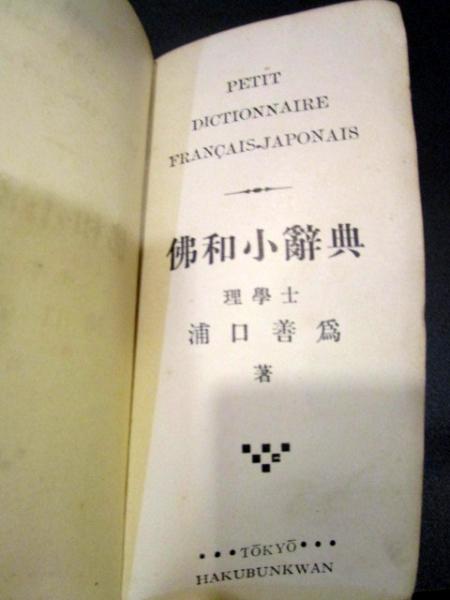 PETIT
DICTIONNAIRE
FRANÇAIS-JAPONAIS
佛和小辭典
理學士
浦口善爲
著
•••TŌKYŌ•••
HAKUBUNKWAN